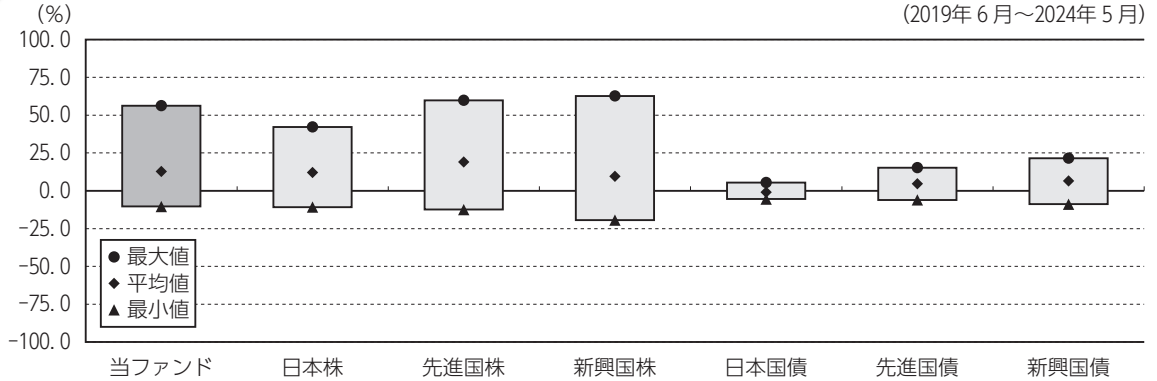 (%)
(2019年6月～2024年5月)
100.0
75.0
50.0
25.0
0.0
-25.0
-50.0
-75.0
-100.0
最大値
平均値
最小値
当ファンド 日本株 先進国株 新興国株 日本国債 先進国債 新興国債